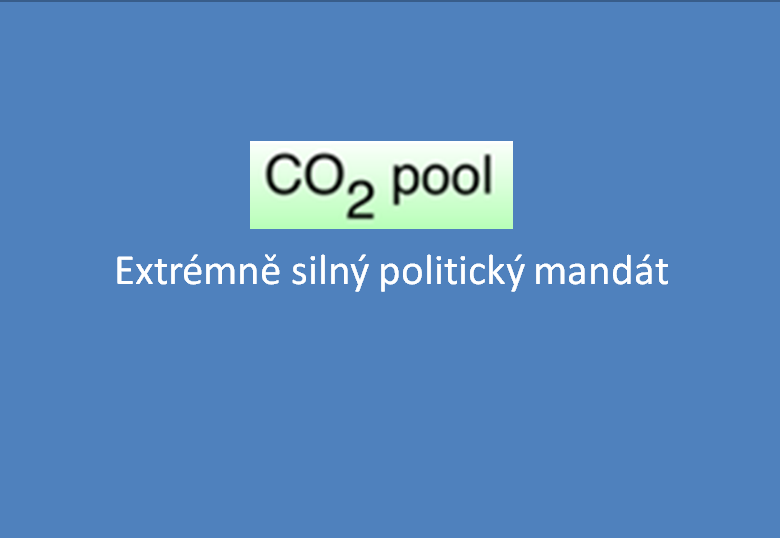 CO₂ pool
Extrémně silný politický mandát